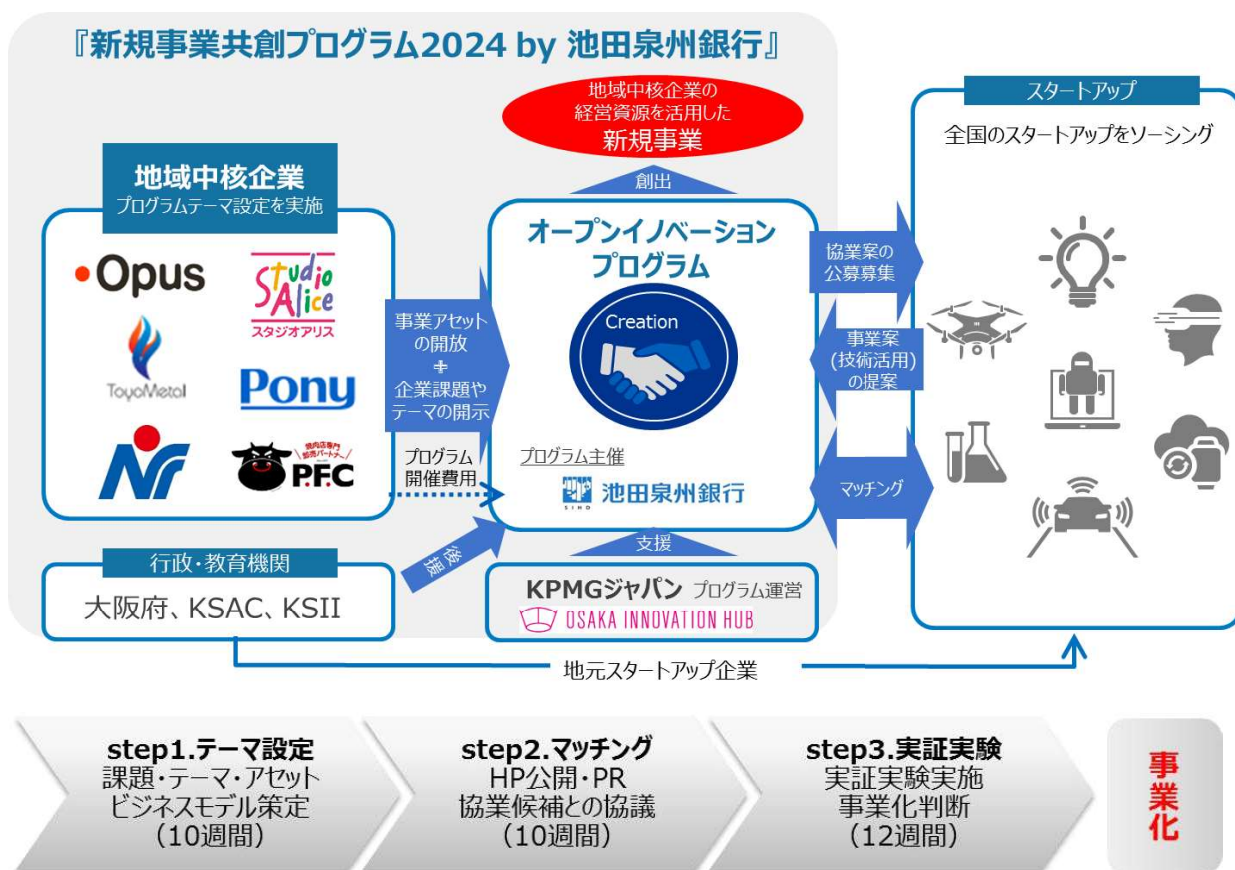 『新規事業共創プログラム2024 by 池田泉州銀行』
地域中核企業の
経営資源を活用した
新規事業
創出
地域中核企業
プログラムテーマ設定を実施
Opus
Studio
Alice
スタジオアリス
ToyoMetal
Pony
焼肉店専門
卸売パートナー
P.F.C
事業アセット
の開放
+
企業課題や
テーマの開示
プログラム
開催費用
オープンイノベーション
プログラム
Creation
プログラム主催
SIHD
池田泉州銀行
協業案の
公募募集
事業案
(技術活用)
の提案
マッチング
スタートアップ
全国のスタートアップをソーシング
行政・教育機関
大阪府、KSAC、KSII
後援
支援
KPMGジャパン プログラム運営
OSAKA INNOVATION HUB
地元スタートアップ企業
step1.テーマ設定
課題・テーマ・アセット
ビジネスモデル策定
(10週間)
step2.マッチング
HP公開・PR
協業候補との協議
(10週間)
step3.実証実験
実証実験実施
事業化判断
(12週間)
事業化